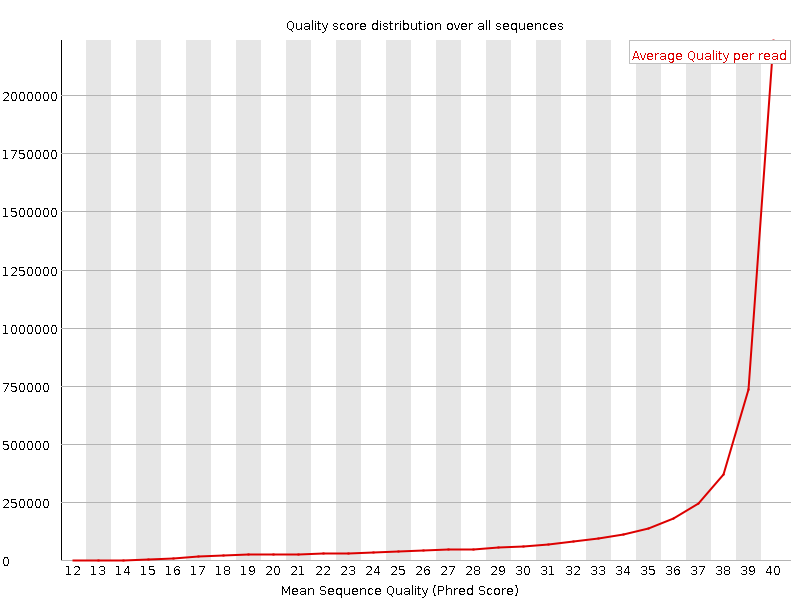 Quality score distribution over all sequences
Average Quality per read
2000000
1750000
1500000
1250000
1000000
750000
500000
250000
0
12 13 14 15 16 17 18 19 20 21 22 23 24 25 26 27 28 29 30 31 32 33 34 35 36 37 38 39 40
Mean Sequence Quality (Phred Score)